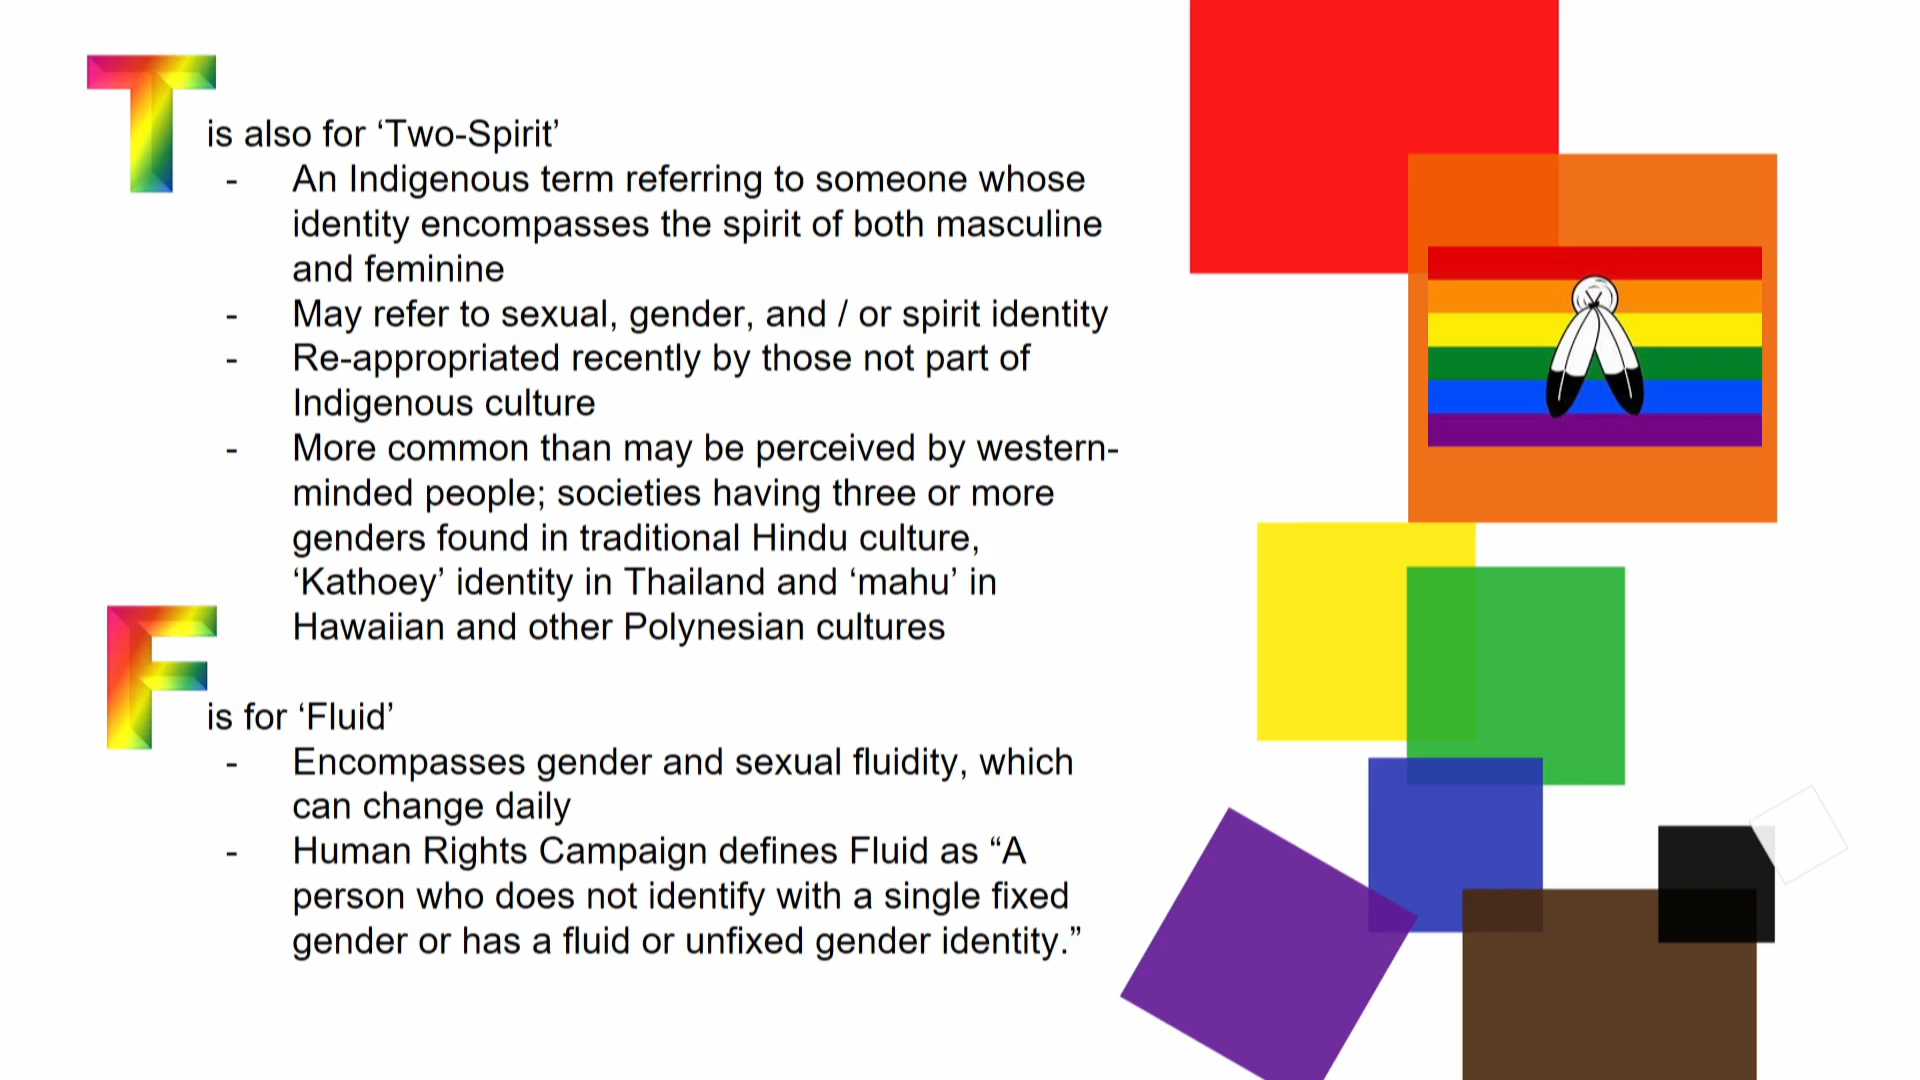 T
is also for ‘Two-Spirit’
- An Indigenous term referring to someone whose
identity encompasses the spirit of both masculine
and feminine
- May refer to sexual, gender, and / or spirit identity
- Re-appropriated recently by those not part of
Indigenous culture
- More common than may be perceived by western-
minded people; societies having three or more
genders found in traditional Hindu culture,
‘Kathoey’ identity in Thailand and ‘mahu’ in
Hawaiian and other Polynesian cultures
F
is for ‘Fluid’
- Encompasses gender and sexual fluidity, which
can change daily
- Human Rights Campaign defines Fluid as “A
person who does not identify with a single fixed
gender or has a fluid or unfixed gender identity.”